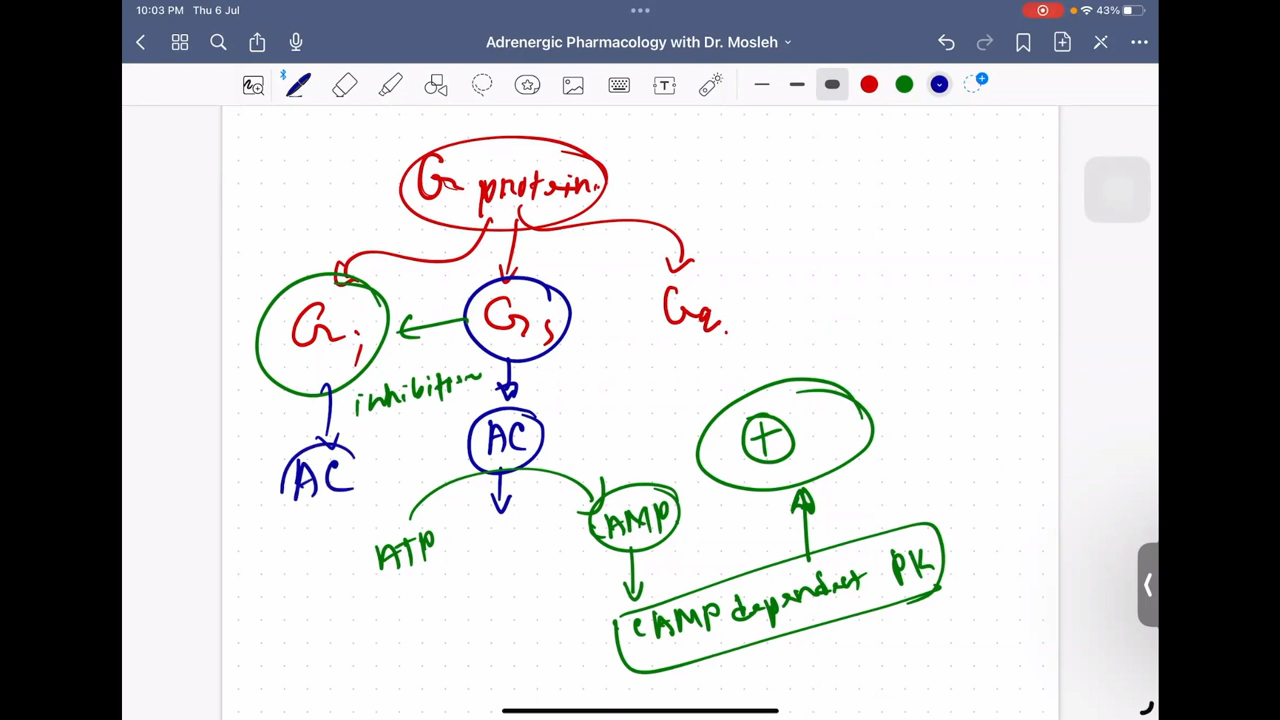 10:03 PM Thu 6 Jul
43%
Adrenergic Pharmacology with Dr. Mosleh
T
G protein.
Gi
Gs
Gq.
inhibition
AC
AC
ATP
cAMP
+
cAMP dependent PK